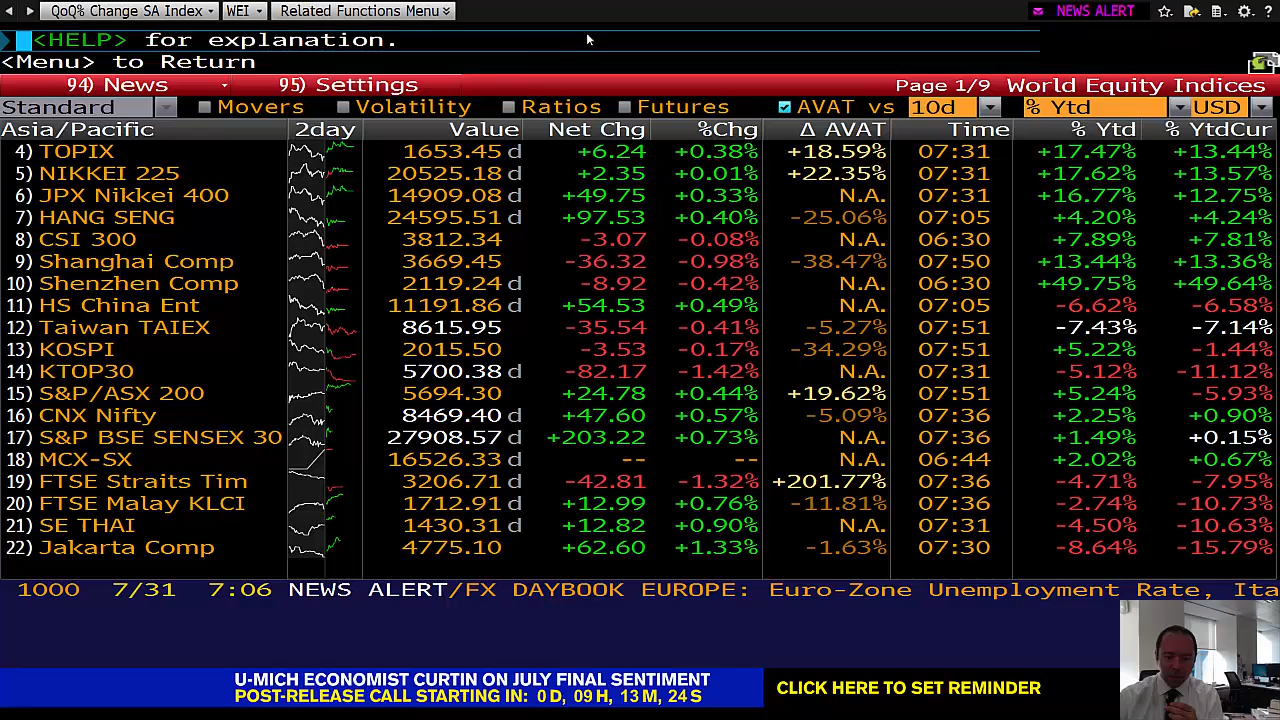 QoQ% Change SA Index WEI Related Functions Menu NEWS ALERT
<HELP> for explanation.
<Menu> to Return
94) News 95) Settings Page 1/9 World Equity Indices
Standard Movers Volatility Ratios Futures AVAT vs 10d % Ytd USD
Asia/Pacific 2day Value Net Chg %Chg Δ AVAT Time % Ytd % YtdCur
4) TOPIX 1653.45 d +6.24 +0.38% +18.59% 07:31 +17.47% +13.44%
5) NIKKEI 225 20525.18 d +2.35 +0.01% +22.35% 07:31 +17.62% +13.57%
6) JPX Nikkei 400 14909.08 d +49.75 +0.33% N.A. 07:31 +16.77% +12.75%
7) HANG SENG 24595.51 d +97.53 +0.40% -25.06% 07:05 +4.20% +4.24%
8) CSI 300 3812.34 -3.07 -0.08% N.A. 06:30 +7.89% +7.81%
9) Shanghai Comp 3669.45 -36.32 -0.98% -38.47% 07:50 +13.44% +13.36%
10) Shenzhen Comp 2119.24 -8.92 -0.42% N.A. 06:30 +49.75% +49.64%
11) HS China Ent 11191.86 d +54.53 +0.49% N.A. 07:05 -6.62% -6.58%
12) Taiwan TAIEX 8615.95 -35.54 -0.41% -5.27% 07:51 -7.43% -7.14%
13) KOSPI 2015.50 -3.53 -0.17% -34.29% 07:51 +5.22% -1.44%
14) KTOP30 5700.38 d -82.17 -1.42% N.A. 07:51 -5.12% -11.12%
15) S&P/ASX 200 5694.30 +24.78 +0.44% +19.62% 07:51 +5.24% -5.93%
16) CNX Nifty 8469.40 d +47.60 +0.57% -5.09% 07:36 +2.25% +0.90%
17) S&P BSE SENSEX 30 27908.57 d +203.22 +0.73% N.A. 07:36 +1.49% +0.15%
18) MCX-SX 16526.33 d -- -- N.A. 06:44 +2.02% +0.67%
19) FTSE Straits Tim 3206.71 d -42.81 -1.32% +201.77% 07:36 -4.71% -7.95%
20) FTSE Malay KLCI 1712.91 d +12.99 +0.76% -11.81% 07:36 -2.74% -10.73%
21) SE THAI 1430.31 d +12.82 +0.90% N.A. 07:31 -4.50% -10.63%
22) Jakarta Comp 4775.10 +62.60 +1.33% -1.63% 07:30 -8.64% -15.79%
1000 7/31 7:06 NEWS ALERT/FX DAYBOOK EUROPE: Euro-Zone Unemployment Rate, Ita
U-MICH ECONOMIST CURTIN ON JULY FINAL SENTIMENT
POST-RELEASE CALL STARTING IN: 0 D, 09 H, 13 M, 24 S
CLICK HERE TO SET REMINDER